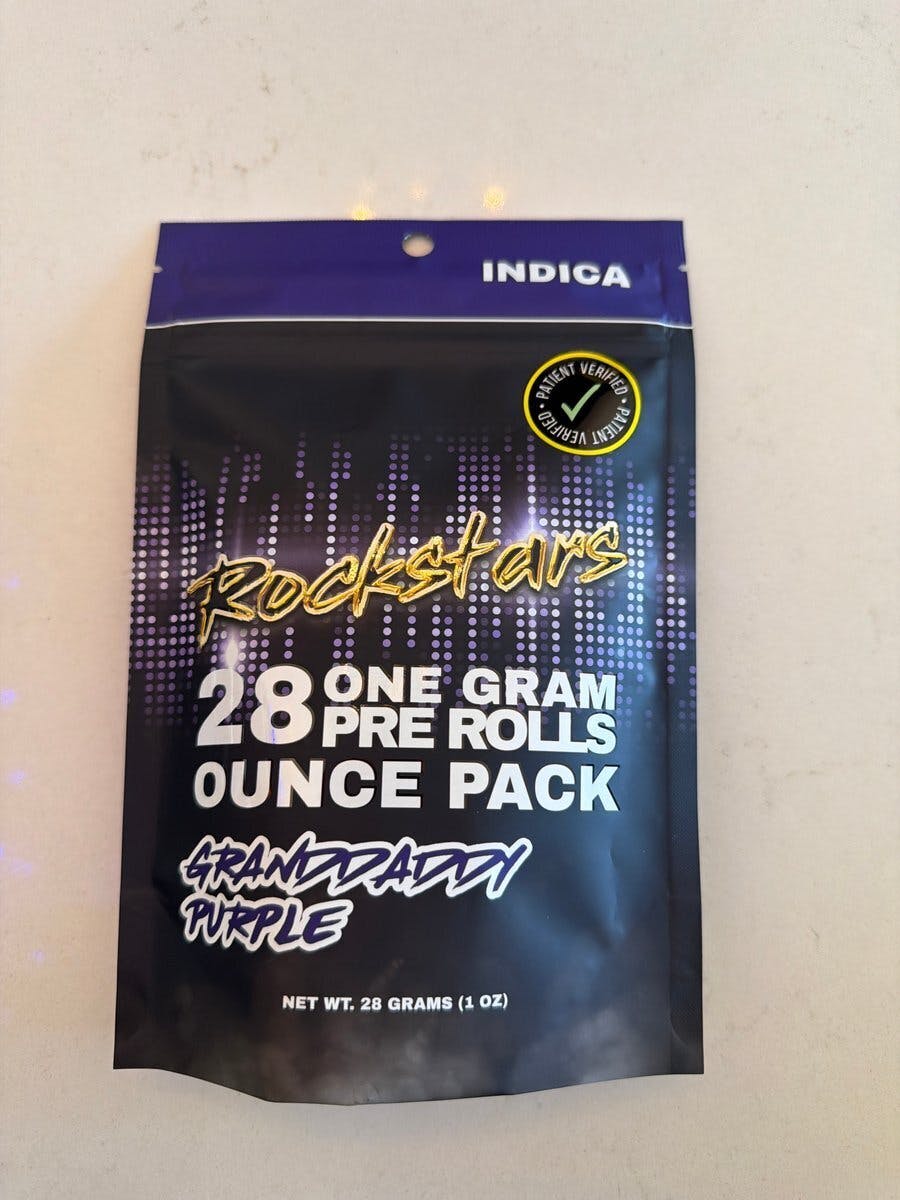 INDICA
PATIENT VERIFIED • PATIENT VERIFIED •
Rockstars
28 ONE GRAM
PRE ROLLS
OUNCE PACK
GRANDDADDY
PURPLE
NET WT. 28 GRAMS (1 OZ)